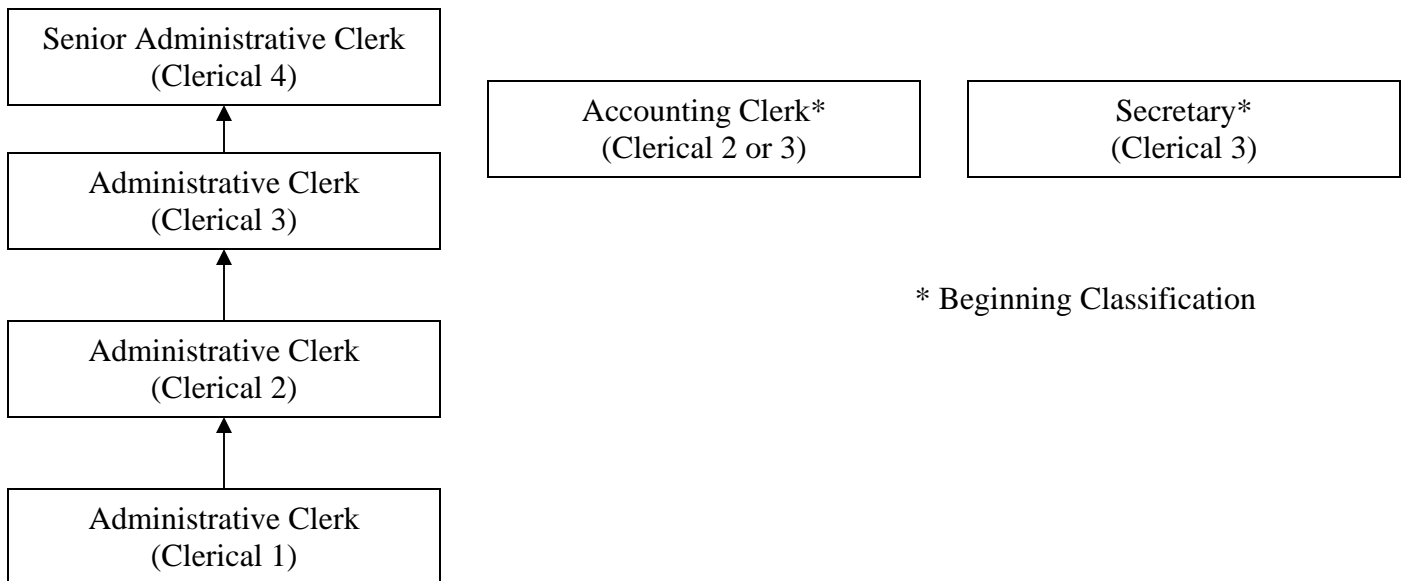 Senior Administrative Clerk
(Clerical 4)
Accounting Clerk*
(Clerical 2 or 3)
Secretary*
(Clerical 3)
Administrative Clerk
(Clerical 3)
* Beginning Classification
Administrative Clerk
(Clerical 2)
Administrative Clerk
(Clerical 1)